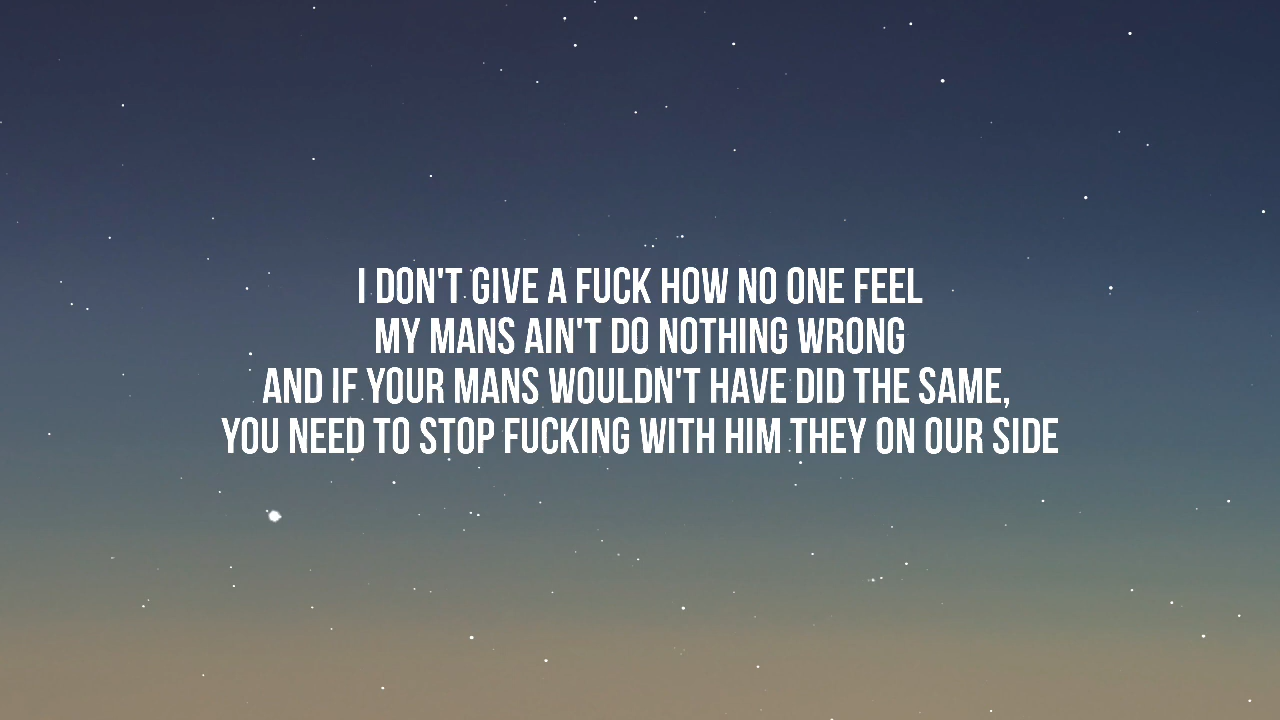 I DON'T GIVE A FUCK HOW NO ONE FEEL
MY MANS AIN'T DO NOTHING WRONG
AND IF YOUR MANS WOULDN'T HAVE DID THE SAME,
YOU NEED TO STOP FUCKING WITH HIM THEY ON OUR SIDE